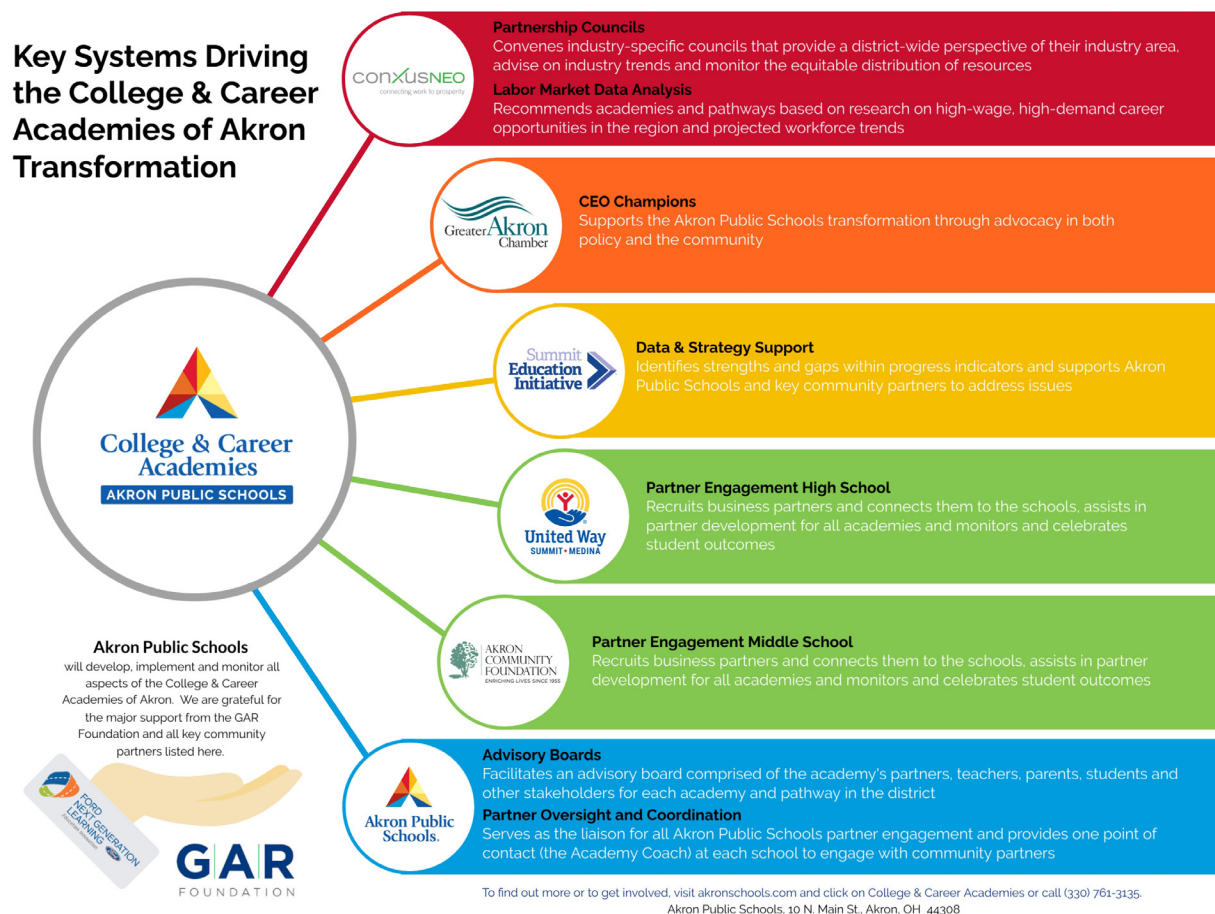 Key Systems Driving
the College & Career
Academies of Akron
Transformation
conxusneo
connecting work to prosperity
Partnership Councils
Convenes industry-specific councils that provide a district-wide perspective of their industry area,
advise on industry trends and monitor the equitable distribution of resources
Labor Market Data Analysis
Recommends academies and pathways based on research on high-wage, high-demand career
opportunities in the region and projected workforce trends
Greater Akron
Chamber
CEO Champions
Supports the Akron Public Schools transformation through advocacy in both
policy and the community
Summit
Education
Initiative
Data & Strategy Support
Identifies strengths and gaps within progress indicators and supports Akron
Public Schools and key community partners to address issues
College & Career
Academies
AKRON PUBLIC SCHOOLS
United Way
SUMMIT • MEDINA
Partner Engagement High School
Recruits business partners and connects them to the schools, assists in
partner development for all academies and monitors and celebrates
student outcomes
AKRON
COMMUNITY
FOUNDATION
ENRICHING LIVES SINCE 1955
Partner Engagement Middle School
Recruits business partners and connects them to the schools, assists in partner
development for all academies and monitors and celebrates student outcomes
Akron Public Schools
will develop, implement and monitor all
aspects of the College & Career
Academies of Akron. We are grateful for
the major support from the GAR
Foundation and all key community
partners listed here.
FORD
NEXT GENERATION
LEARNING
GAR
FOUNDATION
Akron Public
Schools.
Advisory Boards
Facilitates an advisory board comprised of the academy's partners, teachers, parents, students and
other stakeholders for each academy and pathway in the district
Partner Oversight and Coordination
Serves as the liaison for all Akron Public Schools partner engagement and provides one point of
contact (the Academy Coach) at each school to engage with community partners
To find out more or to get involved, visit akronschools.com and click on College & Career Academies or call (330) 761-3135.
Akron Public Schools, 10 N. Main St., Akron, OH 44308